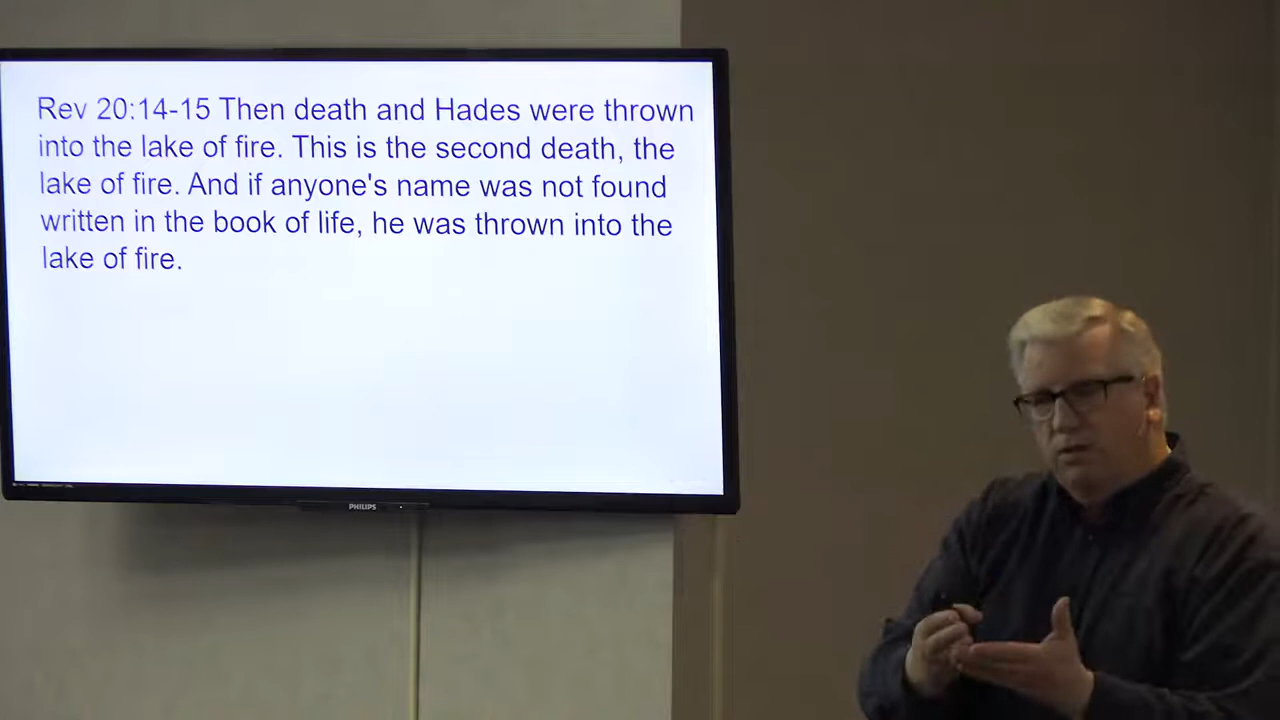 Rev 20:14-15 Then death and Hades were thrown
into the lake of fire. This is the second death, the
lake of fire. And if anyone's name was not found
written in the book of life, he was thrown into the
lake of fire.
PHILIPS